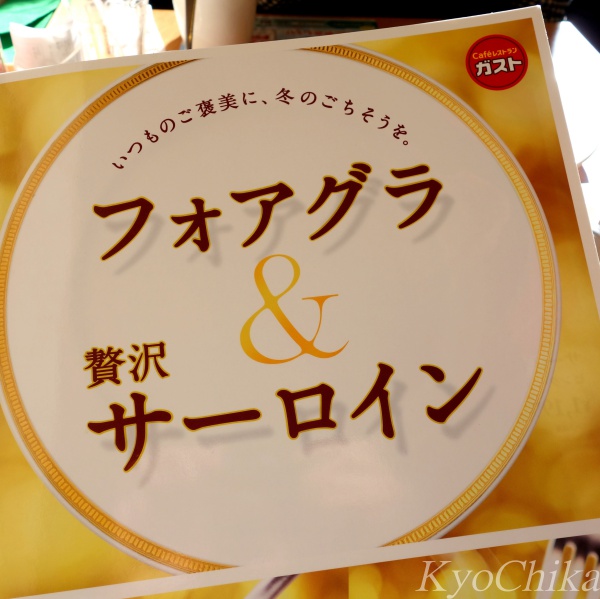 Caféレストラン
ガスト
いつものご褒美に、冬のごちそうを。
フォアグラ
&
贅沢
サーロイン
KyoChika